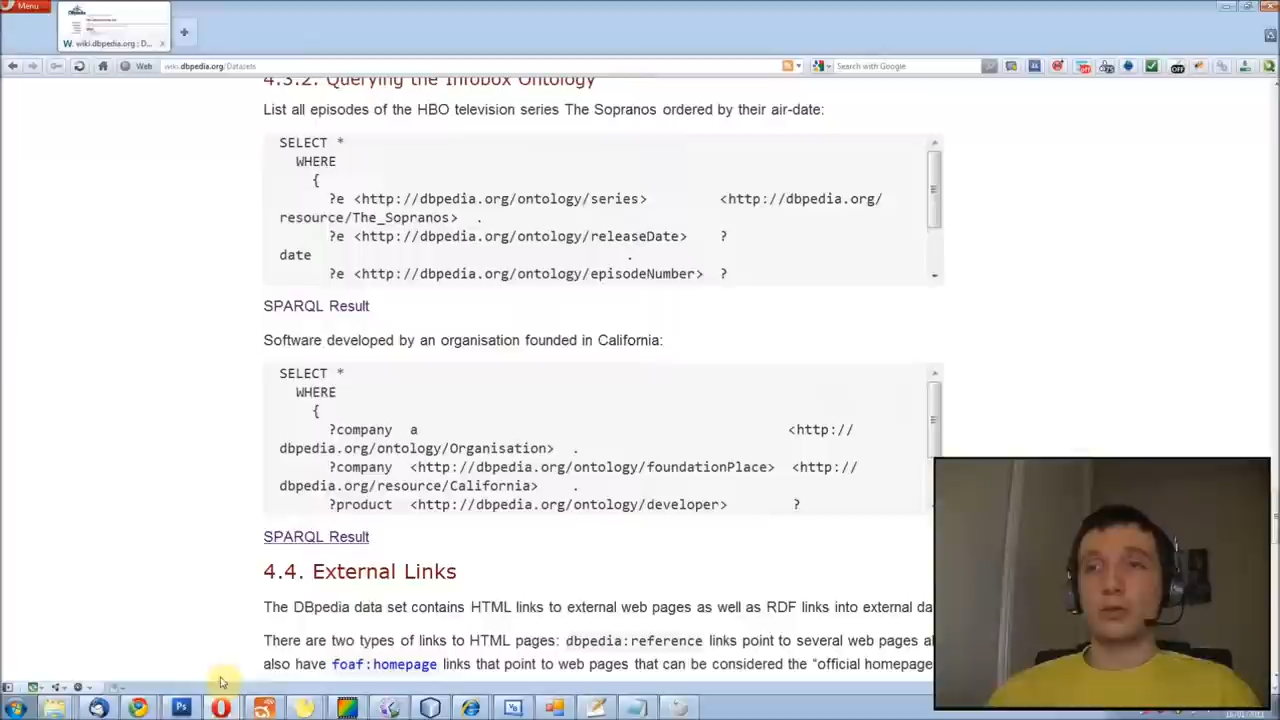 Menu
wiki.dbpedia.org : D...
Web
wiki.dbpedia.org/Datasets
Search with Google
4.3.2. Querying the Infobox Ontology
List all episodes of the HBO television series The Sopranos ordered by their air-date:
SELECT *
WHERE
{
?e <http://dbpedia.org/ontology/series> <http://dbpedia.org/
resource/The_Sopranos> .
?e <http://dbpedia.org/ontology/releaseDate> ?
date .
?e <http://dbpedia.org/ontology/episodeNumber> ?
SPARQL Result
Software developed by an organisation founded in California:
SELECT *
WHERE
{
?company a <http://
dbpedia.org/ontology/Organisation> .
?company <http://dbpedia.org/ontology/foundationPlace> <http://
dbpedia.org/resource/California> .
?product <http://dbpedia.org/ontology/developer> ?
SPARQL Result
4.4. External Links
The DBpedia data set contains HTML links to external web pages as well as RDF links into external da
There are two types of links to HTML pages: dbpedia:reference links point to several web pages a
also have foaf:homepage links that point to web pages that can be considered the “official homepage